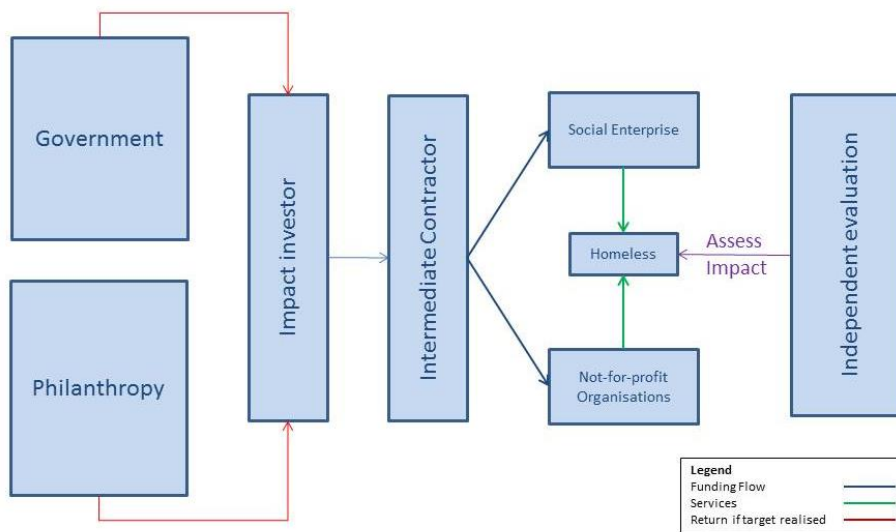 Government
Philanthropy
Impact investor
Intermediate Contractor
Social Enterprise
Homeless
Not-for-profit
Organisations
Assess
Impact
Independent evaluation
Legend
Funding Flow
Services
Return if target realised